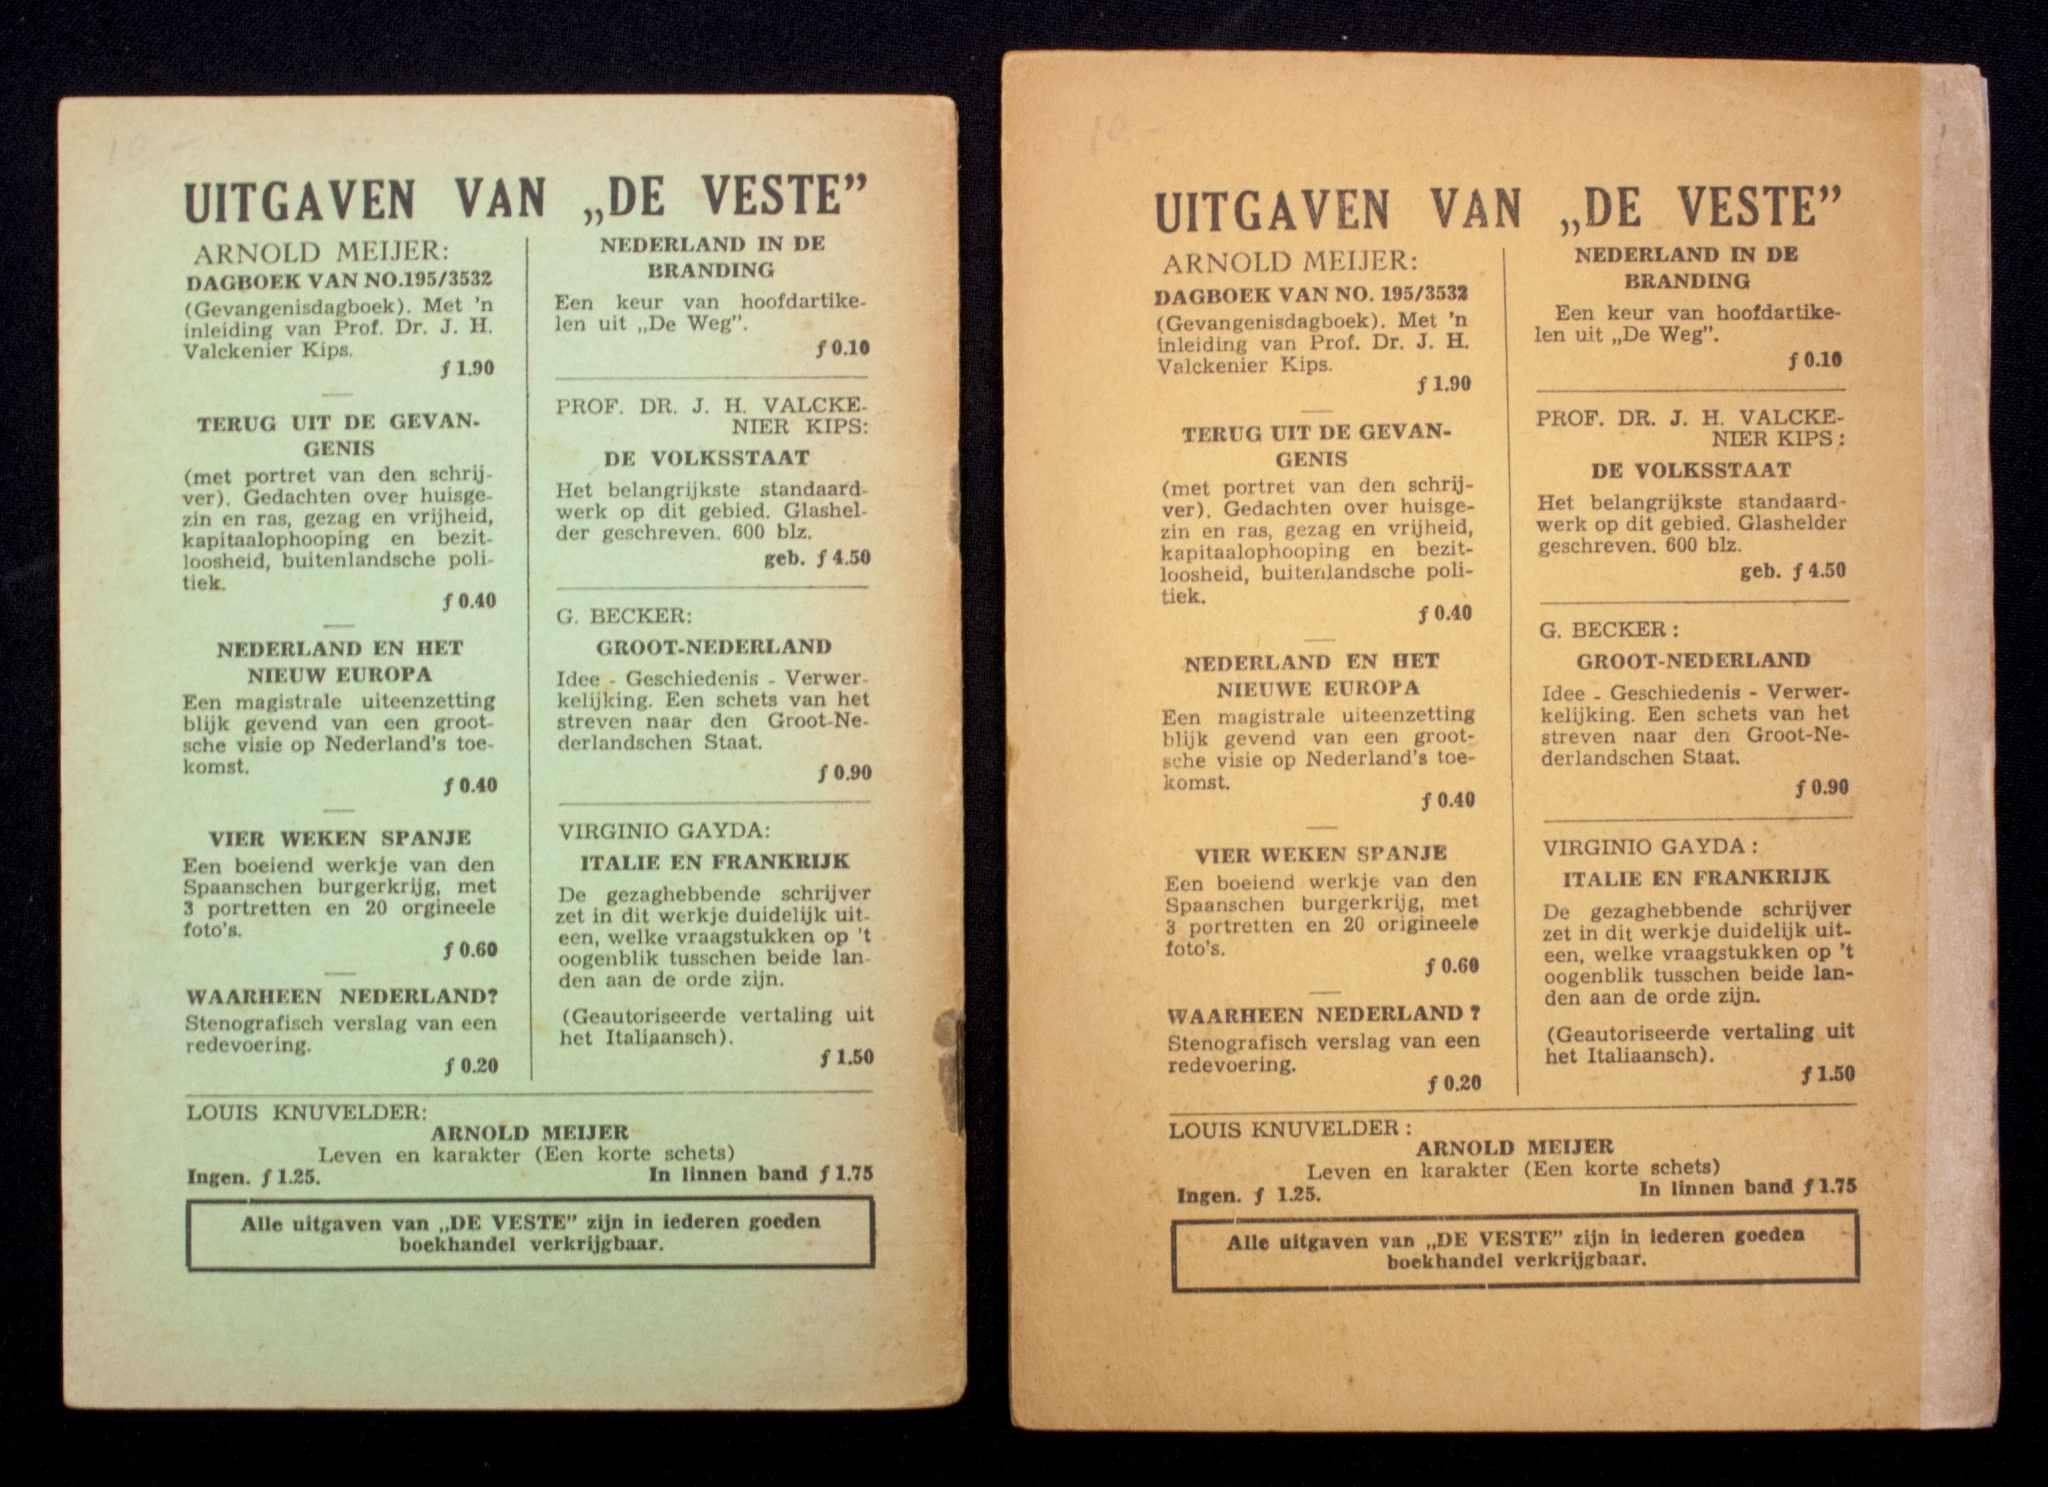 10,-
UITGAVEN VAN „DE VESTE”
ARNOLD MEIJER:
DAGBOEK VAN NO.195/3532
(Gevangenisdagboek). Met 'n
inleiding van Prof. Dr. J. H.
Valckenier Kips.
f 1.90
TERUG UIT DE GEVAN-
GENIS
(met portret van den schrij-
ver). Gedachten over huisge-
zin en ras, gezag en vrijheid,
kapitaalophooping en bezit-
loosheid, buitenlandsche poli-
tiek.
f 0.40
NEDERLAND EN HET
NIEUW EUROPA
Een magistrale uiteenzetting
blijk gevend van een groot-
sche visie op Nederland's toe-
komst.
f 0.40
VIER WEKEN SPANJE
Een boeiend werkje van den
Spaanschen burgerkrijg, met
3 portretten en 20 orgineele
foto's.
f 0.60
WAARHEEN NEDERLAND?
Stenografisch verslag van een
redevoering.
f 0.20
NEDERLAND IN DE
BRANDING
Een keur van hoofdartike-
len uit „De Weg”.
f 0.10
PROF. DR. J. H. VALCKE-
NIER KIPS:
DE VOLKSSTAAT
Het belangrijkste standaard-
werk op dit gebied. Glashel-
der geschreven. 600 blz.
geb. f 4.50
G. BECKER:
GROOT-NEDERLAND
Idee - Geschiedenis - Verwer-
kelijking. Een schets van het
streven naar den Groot-Ne-
derlandschen Staat.
f 0.90
VIRGINIO GAYDA:
ITALIE EN FRANKRIJK
De gezaghebbende schrijver
zet in dit werkje duidelijk uit-
een, welke vraagstukken op 't
oogenblik tusschen beide lan-
den aan de orde zijn.
(Geautoriseerde vertaling uit
het Italiaansch).
f 1.50
LOUIS KNUVELDER:
ARNOLD MEIJER
Leven en karakter (Een korte schets)
Ingen. f 1.25. In linnen band f 1.75
Alle uitgaven van „DE VESTE” zijn in iederen goeden
boekhandel verkrijgbaar.
10,-
UITGAVEN VAN „DE VESTE”
ARNOLD MEIJER:
DAGBOEK VAN NO. 195/3532
(Gevangenisdagboek). Met 'n
inleiding van Prof. Dr. J. H.
Valckenier Kips.
f 1.90
TERUG UIT DE GEVAN-
GENIS
(met portret van den schrij-
ver). Gedachten over huisge-
zin en ras, gezag en vrijheid,
kapitaalophooping en bezit-
loosheid, buitenlandsche poli-
tiek.
f 0.40
NEDERLAND EN HET
NIEUWE EUROPA
Een magistrale uiteenzetting
blijk gevend van een groot-
sche visie op Nederland's toe-
komst.
f 0.40
VIER WEKEN SPANJE
Een boeiend werkje van den
Spaanschen burgerkrijg, met
3 portretten en 20 origineele
foto's.
f 0.60
WAARHEEN NEDERLAND ?
Stenografisch verslag van een
redevoering.
f 0.20
NEDERLAND IN DE
BRANDING
Een keur van hoofdartike-
len uit „De Weg”.
f 0.10
PROF. DR. J. H. VALCKE-
NIER KIPS :
DE VOLKSSTAAT
Het belangrijkste standaard-
werk op dit gebied. Glashelder
geschreven. 600 blz.
geb. f 4.50
G. BECKER :
GROOT-NEDERLAND
Idee - Geschiedenis - Verwer-
kelijking. Een schets van het
streven naar den Groot-Ne-
derlandschen Staat.
f 0.90
VIRGINIO GAYDA :
ITALIE EN FRANKRIJK
De gezaghebbende schrijver
zet in dit werkje duidelijk uit-
een, welke vraagstukken op 't
oogenblik tusschen beide lan-
den aan de orde zijn.
(Geautoriseerde vertaling uit
het Italiaansch).
f 1.50
LOUIS KNUVELDER :
ARNOLD MEIJER
Leven en karakter (Een korte schets)
Ingen. f 1.25. In linnen band f 1.75
Alle uitgaven van „DE VESTE” zijn in iederen goeden
boekhandel verkrijgbaar.